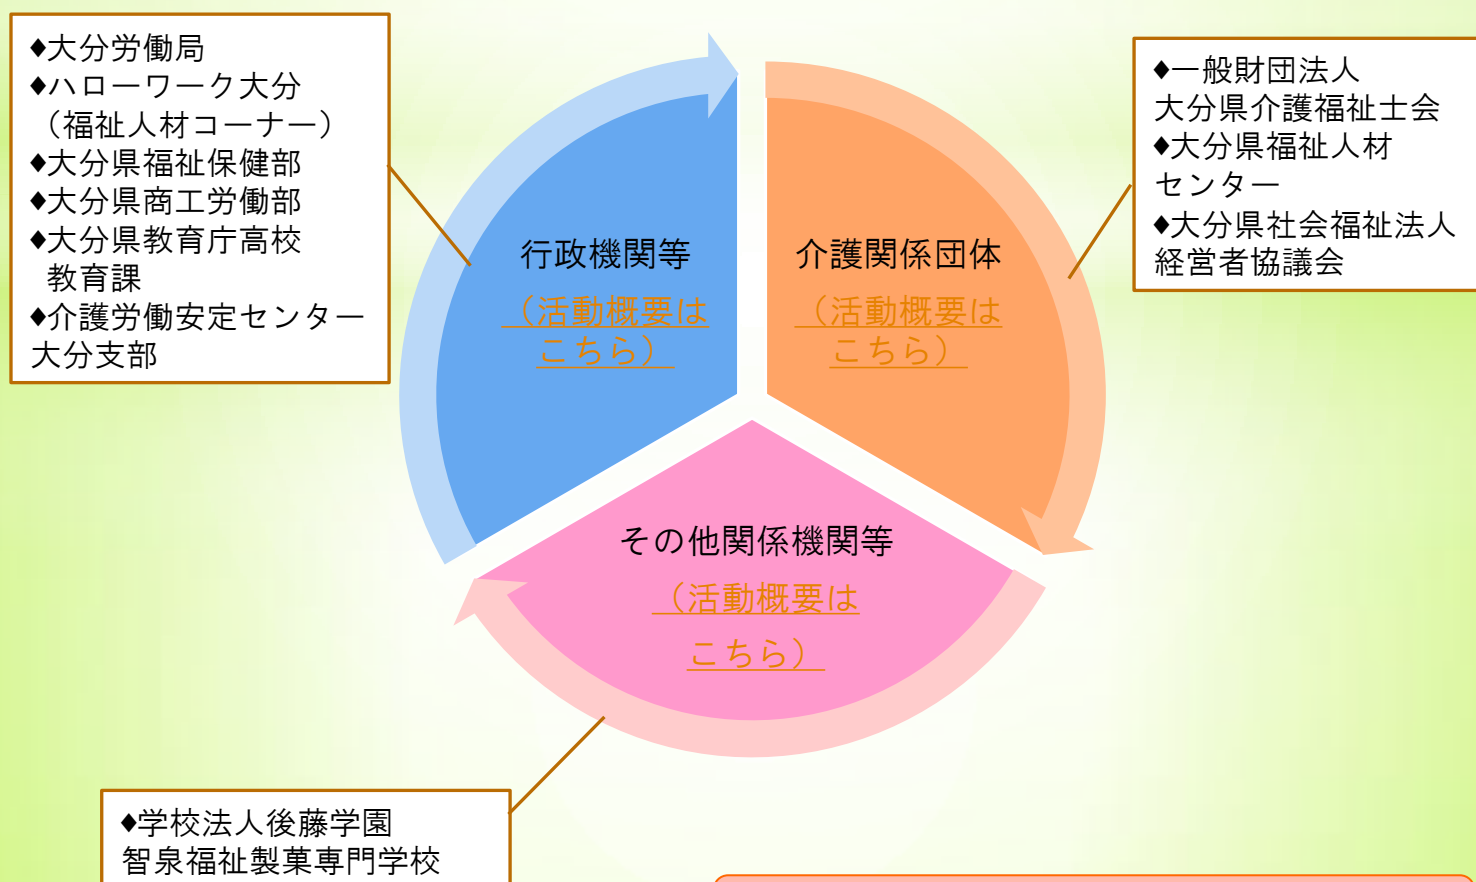 ♦大分労働局
♦ハローワーク大分
（福祉人材コーナー）
♦大分県福祉保健部
♦大分県商工労働部
♦大分県教育庁高校
教育課
♦介護労働安定センター
大分支部
♦一般財団法人
大分県介護福祉士会
♦大分県福祉人材
センター
♦大分県社会福祉法人
経営者協議会
行政機関等
（活動概要は
こちら）
介護関係団体
（活動概要は
こちら）
その他関係機関等
（活動概要は
こちら）
♦学校法人後藤学園
智泉福祉製菓専門学校